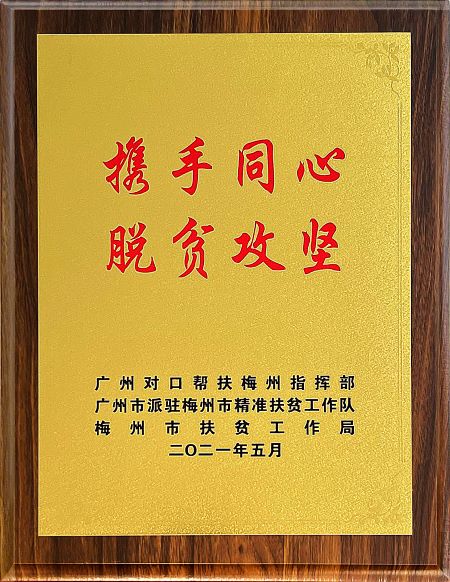 携手同心
脱贫攻坚
广州对口帮扶梅州指挥部
广州市派驻梅州市精准扶贫工作队
梅州市扶贫工作局
二〇二一年五月